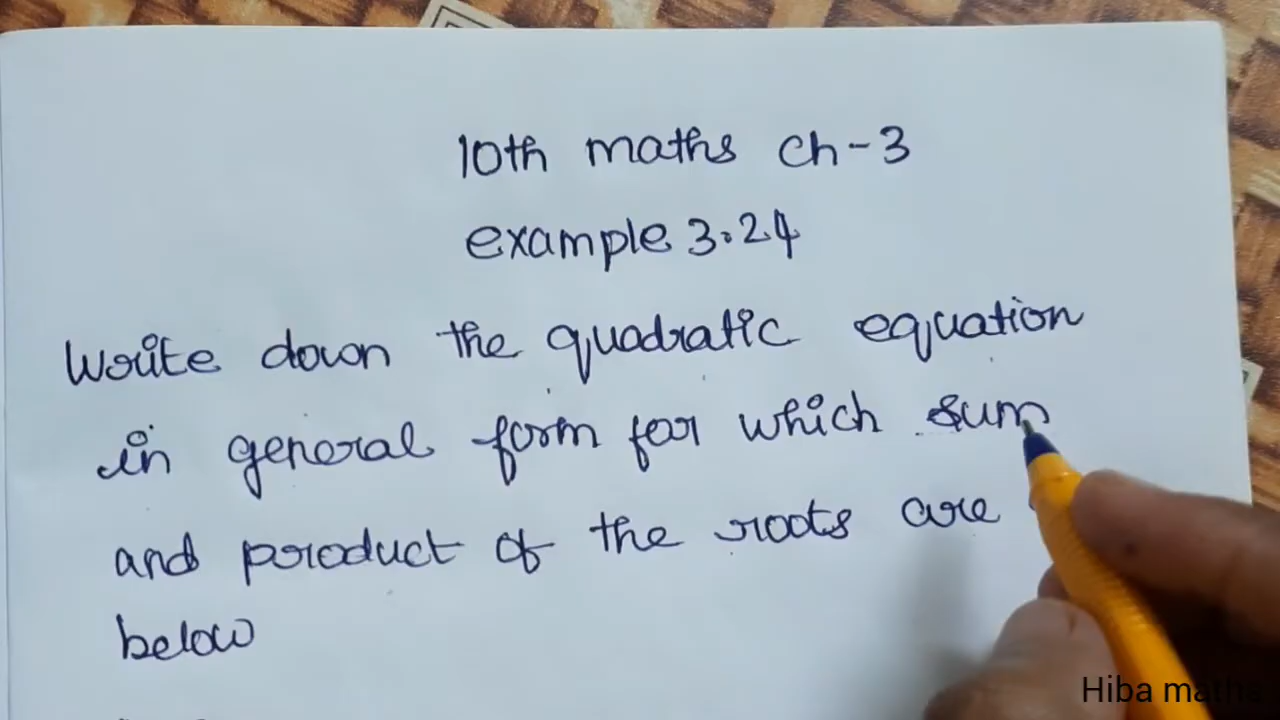 10th maths ch-3
example 3.24
Write down the quadratic equation
in general form for which sum
and product of the roots are
below
Hiba maths